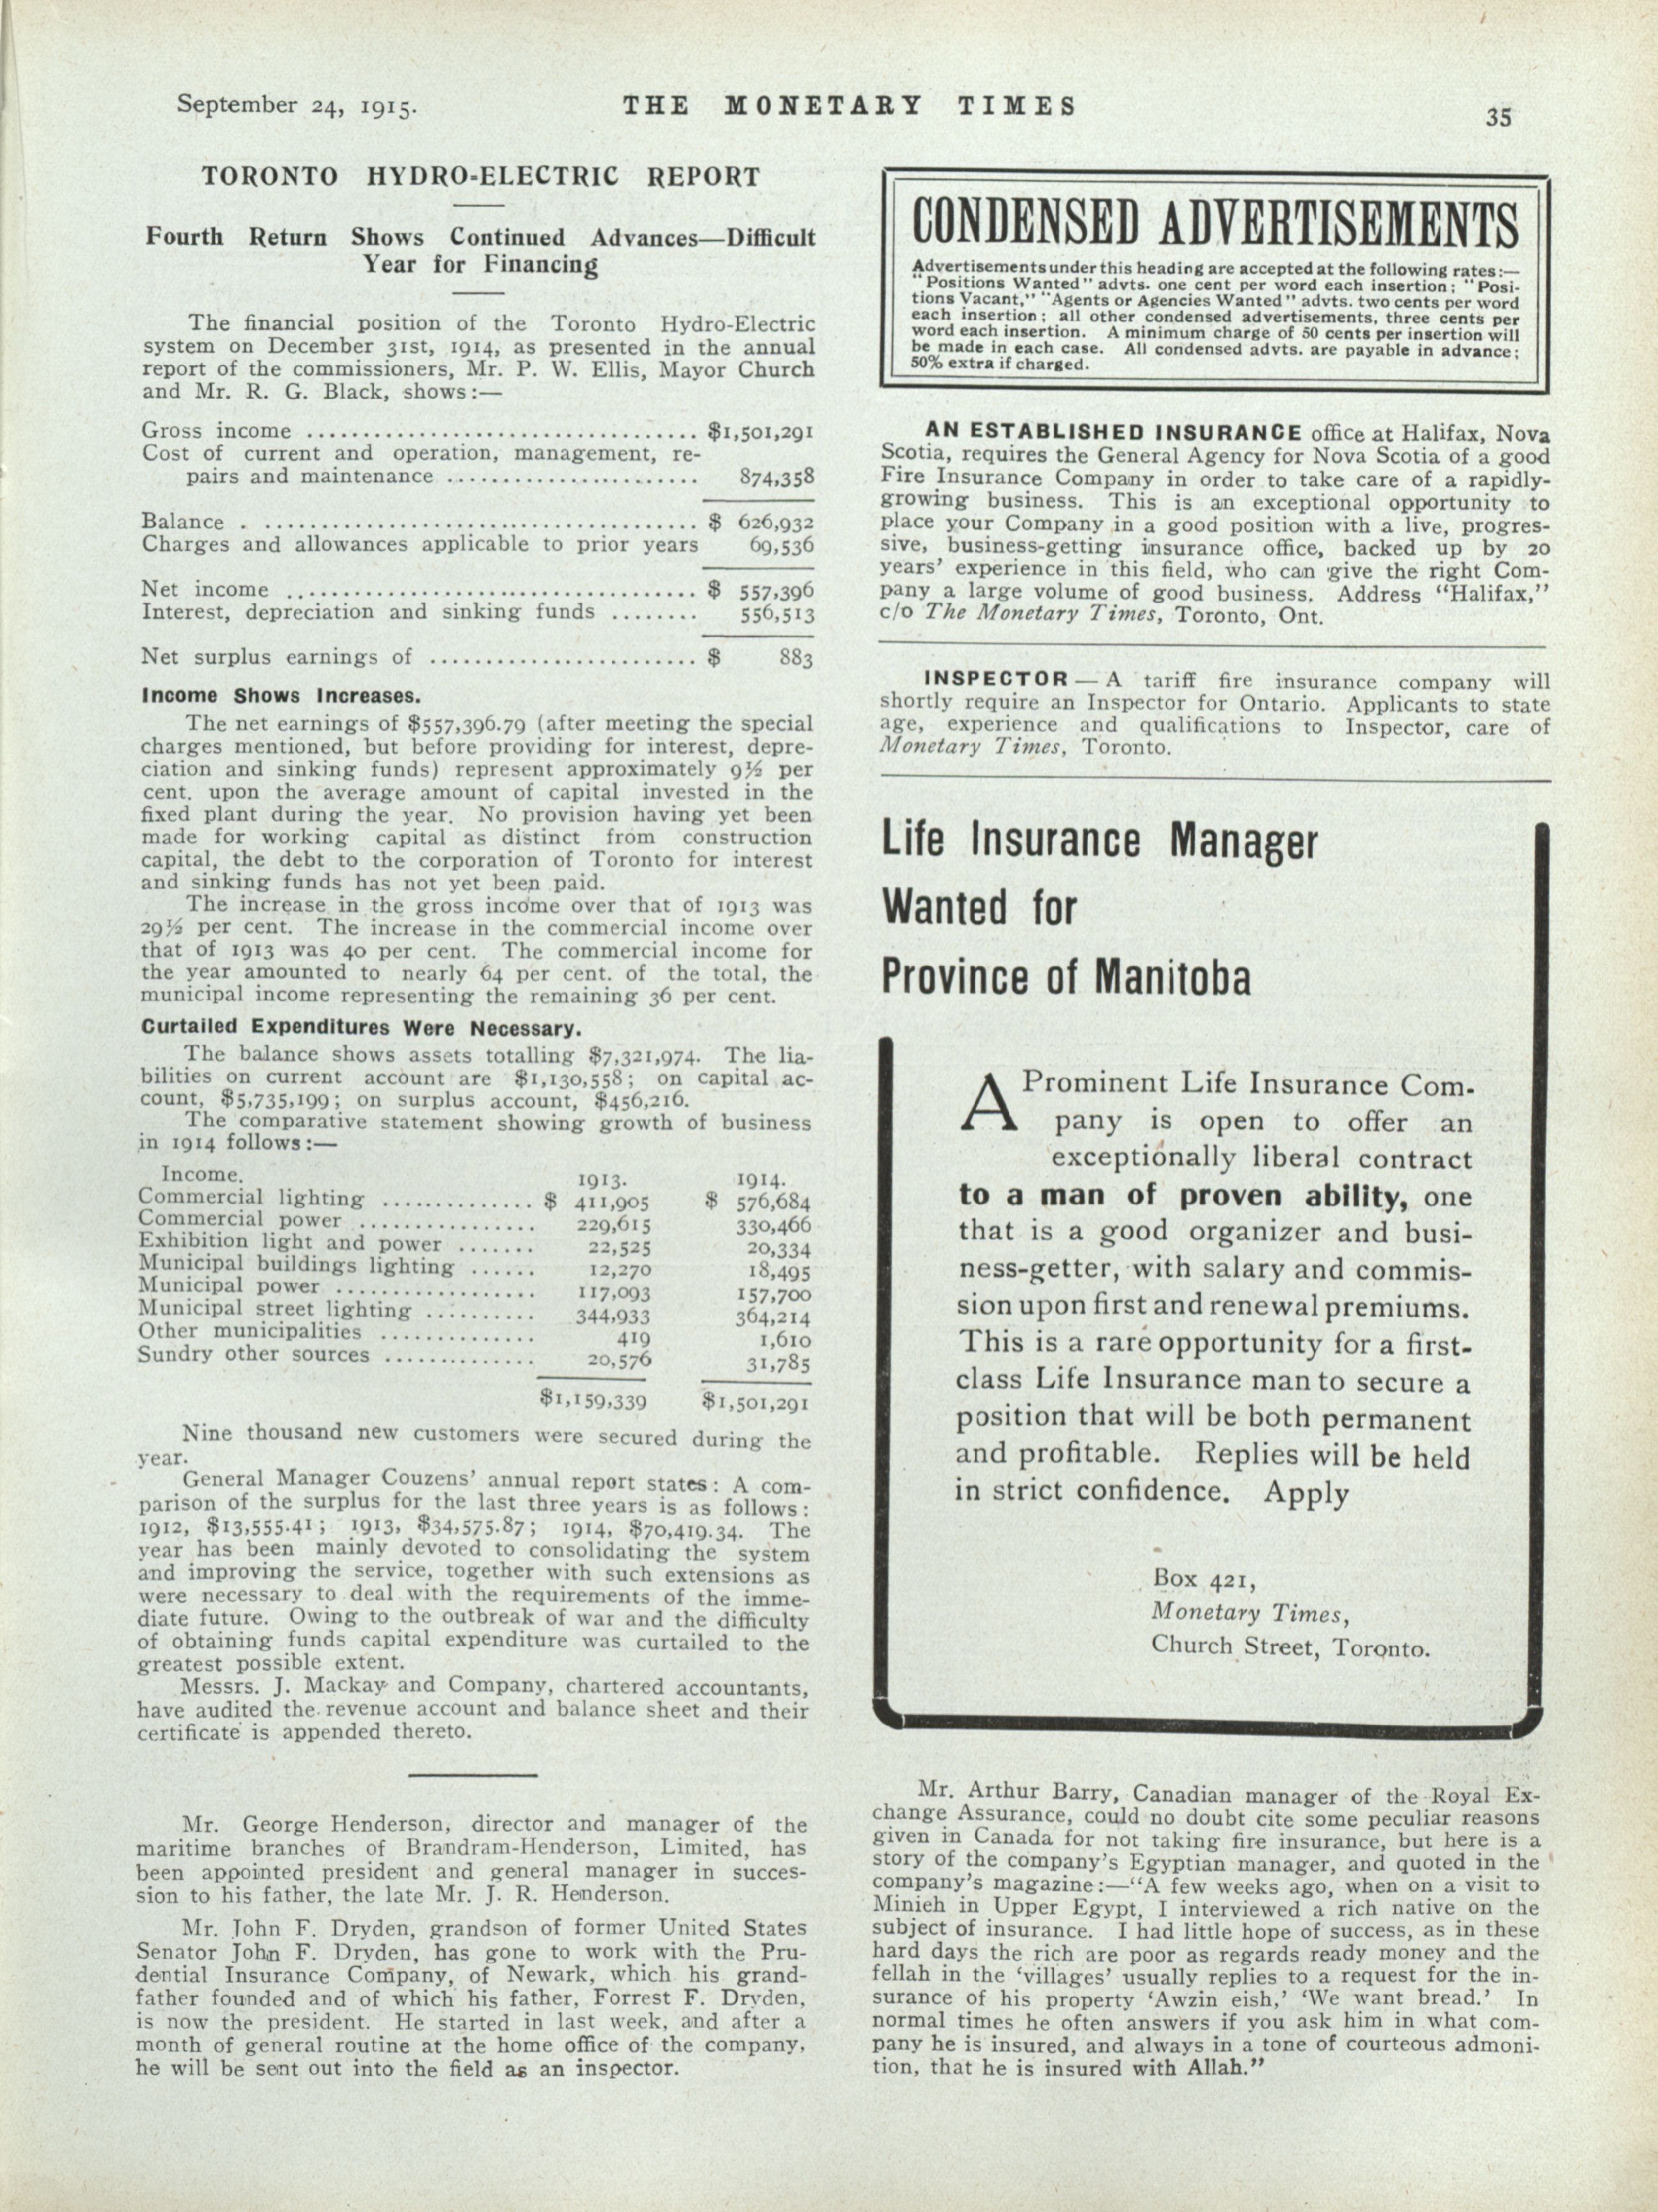 September 24, 1915.
THE MONETARY TIMES
35
TORONTO HYDRO-ELECTRIC REPORT
Fourth Return Shows Continued Advances—Difficult
Year for Financing
The financial position of the Toronto Hydro-Electric
system on December 31st, 1914, as presented in the annual
report of the commissioners, Mr. P. W. Ellis, Mayor Church
and Mr. R. G. Black, shows:—
Gross income .................................. $1,501,291
Cost of current and operation, management, re-
pairs and maintenance ...................... 874,358
Balance . ...................................... $ 626,932
Charges and allowances applicable to prior years 69,536
Net income .................................... $ 557,396
Interest, depreciation and sinking funds ........ 556,513
Net surplus earnings of ........................ $ 883
Income Shows Increases.
The net earnings of $557,396.79 (after meeting the special
charges mentioned, but before providing for interest, depre-
ciation and sinking funds) represent approximately 9½ per
cent. upon the average amount of capital invested in the
fixed plant during the year. No provision having yet been
made for working capital as distinct from construction
capital, the debt to the corporation of Toronto for interest
and sinking funds has not yet been paid.
The increase in the gross income over that of 1913 was
29½ per cent. The increase in the commercial income over
that of 1913 was 40 per cent. The commercial income for
the year amounted to nearly 64 per cent. of the total, the
municipal income representing the remaining 36 per cent.
Curtailed Expenditures Were Necessary.
The balance shows assets totalling $7,321,974. The lia-
bilities on current account are $1,130,558; on capital ac-
count, $5,735,199; on surplus account, $456,216.
The comparative statement showing growth of business
in 1914 follows:—
Income. 1913. 1914.
Commercial lighting .............. $ 411,905 $ 576,684
Commercial power ................ 229,615 330,466
Exhibition light and power ....... 22,525 20,334
Municipal buildings lighting ...... 12,270 18,495
Municipal power .................. 117,093 157,700
Municipal street lighting .......... 344,933 364,214
Other municipalities .............. 419 1,610
Sundry other sources .............. 20,576 31,785
$1,159,339 $1,501,291
Nine thousand new customers were secured during the
year.
General Manager Couzens' annual report states: A com-
parison of the surplus for the last three years is as follows:
1912, $13,555.41; 1913, $34,575.87; 1914, $70,419.34. The
year has been mainly devoted to consolidating the system
and improving the service, together with such extensions as
were necessary to deal with the requirements of the imme-
diate future. Owing to the outbreak of war and the difficulty
of obtaining funds capital expenditure was curtailed to the
greatest possible extent.
Messrs. J. Mackay and Company, chartered accountants,
have audited the revenue account and balance sheet and their
certificate is appended thereto.
Mr. George Henderson, director and manager of the
maritime branches of Brandram-Henderson, Limited, has
been appointed president and general manager in succes-
sion to his father, the late Mr. J. R. Henderson.
Mr. John F. Dryden, grandson of former United States
Senator John F. Dryden, has gone to work with the Pru-
dential Insurance Company, of Newark, which his grand-
father founded and of which his father, Forrest F. Dryden,
is now the president. He started in last week, and after a
month of general routine at the home office of the company,
he will be sent out into the field as an inspector.
CONDENSED ADVERTISEMENTS
Advertisements under this heading are accepted at the following rates:—
"Positions Wanted" advts. one cent per word each insertion; "Posi-
tions Vacant," "Agents or Agencies Wanted" advts. two cents per word
each insertion; all other condensed advertisements, three cents per
word each insertion. A minimum charge of 50 cents per insertion will
be made in each case. All condensed advts. are payable in advance;
50% extra if charged.
AN ESTABLISHED INSURANCE office at Halifax, Nova
Scotia, requires the General Agency for Nova Scotia of a good
Fire Insurance Company in order to take care of a rapidly-
growing business. This is an exceptional opportunity to
place your Company in a good position with a live, progres-
sive, business-getting insurance office, backed up by 20
years' experience in this field, who can give the right Com-
pany a large volume of good business. Address "Halifax,"
c/o The Monetary Times, Toronto, Ont.
INSPECTOR — A tariff fire insurance company will
shortly require an Inspector for Ontario. Applicants to state
age, experience and qualifications to Inspector, care of
Monetary Times, Toronto.
Life Insurance Manager
Wanted for
Province of Manitoba
A Prominent Life Insurance Com-
pany is open to offer an
exceptionally liberal contract
to a man of proven ability, one
that is a good organizer and busi-
ness-getter, with salary and commis-
sion upon first and renewal premiums.
This is a rare opportunity for a first-
class Life Insurance man to secure a
position that will be both permanent
and profitable. Replies will be held
in strict confidence. Apply
Box 421,
Monetary Times,
Church Street, Toronto.
Mr. Arthur Barry, Canadian manager of the Royal Ex-
change Assurance, could no doubt cite some peculiar reasons
given in Canada for not taking fire insurance, but here is a
story of the company's Egyptian manager, and quoted in the
company's magazine:—"A few weeks ago, when on a visit to
Minieh in Upper Egypt, I interviewed a rich native on the
subject of insurance. I had little hope of success, as in these
hard days the rich are poor as regards ready money and the
fellah in the 'villages' usually replies to a request for the in-
surance of his property 'Awzin eish,' 'We want bread.' In
normal times he often answers if you ask him in what com-
pany he is insured, and always in a tone of courteous admoni-
tion, that he is insured with Allah."